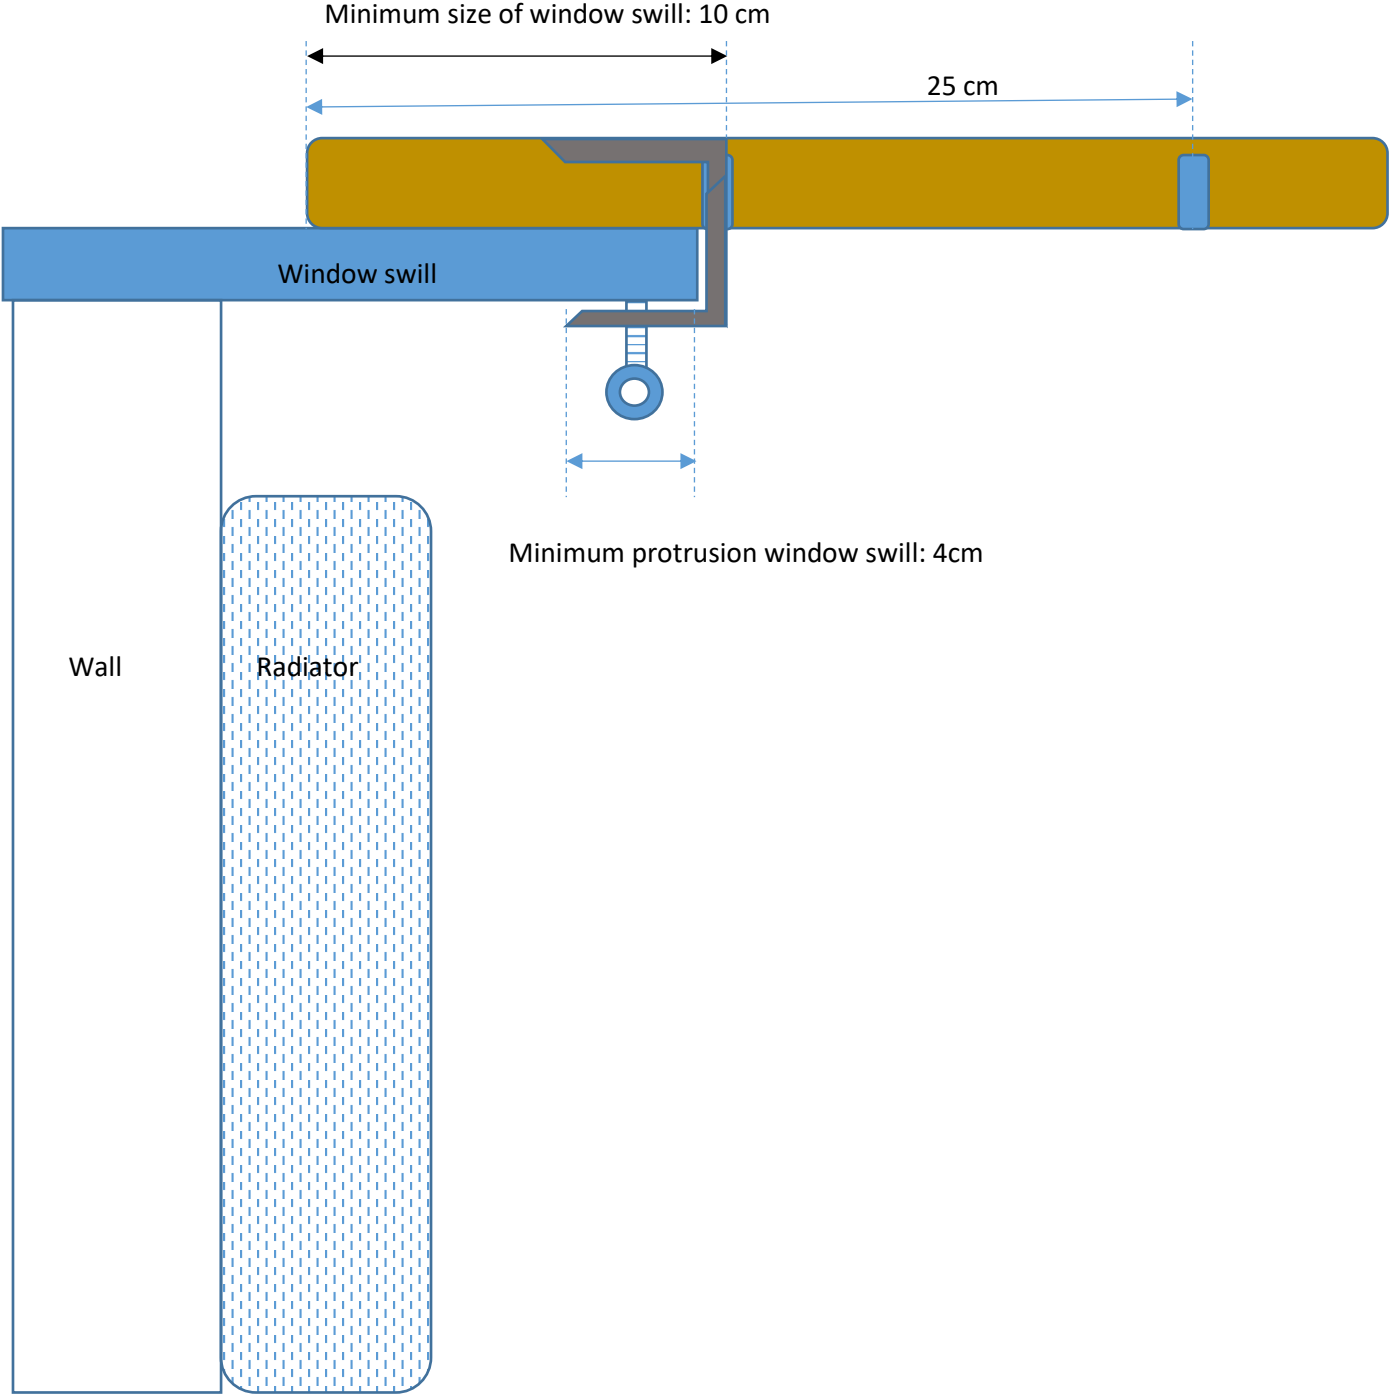 Minimum size of window swill: 10 cm
25 cm
Window swill
Minimum protrusion window swill: 4cm
Wall
Radiator